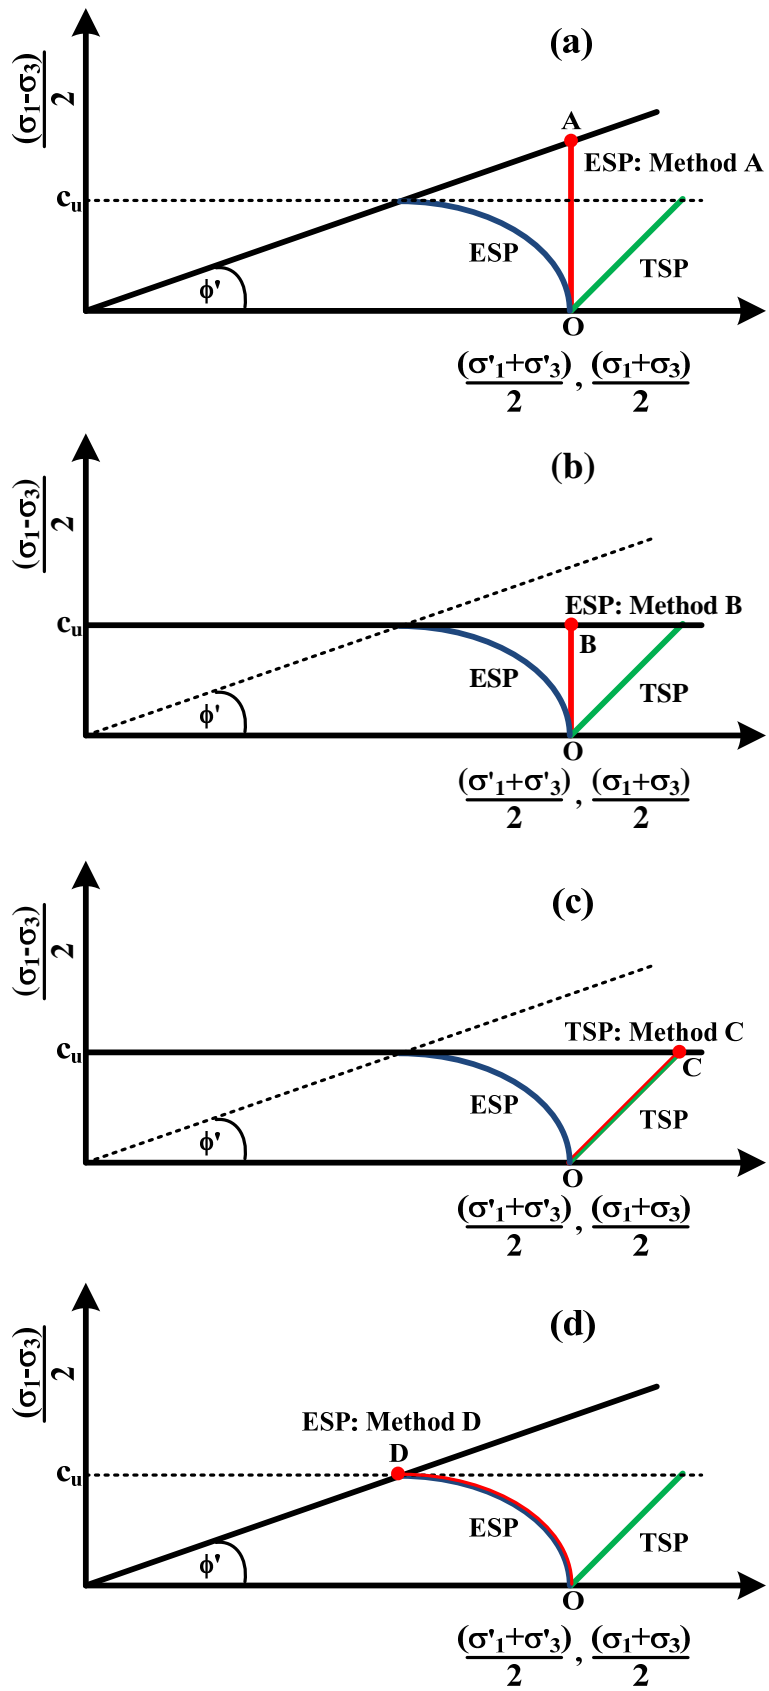 (a)
(σ1-σ3)
2
A
ESP: Method A
cu
ESP
TSP
ϕ'
O
(σ'1+σ'3) , (σ1+σ3)
2 2
(b)
(σ1-σ3)
2
ESP: Method B
cu
B
ESP
TSP
ϕ'
O
(σ'1+σ'3) , (σ1+σ3)
2 2
(c)
(σ1-σ3)
2
TSP: Method C
cu
C
ESP
TSP
ϕ'
O
(σ'1+σ'3) , (σ1+σ3)
2 2
(d)
(σ1-σ3)
2
ESP: Method D
D
cu
ESP
TSP
ϕ'
O
(σ'1+σ'3) , (σ1+σ3)
2 2